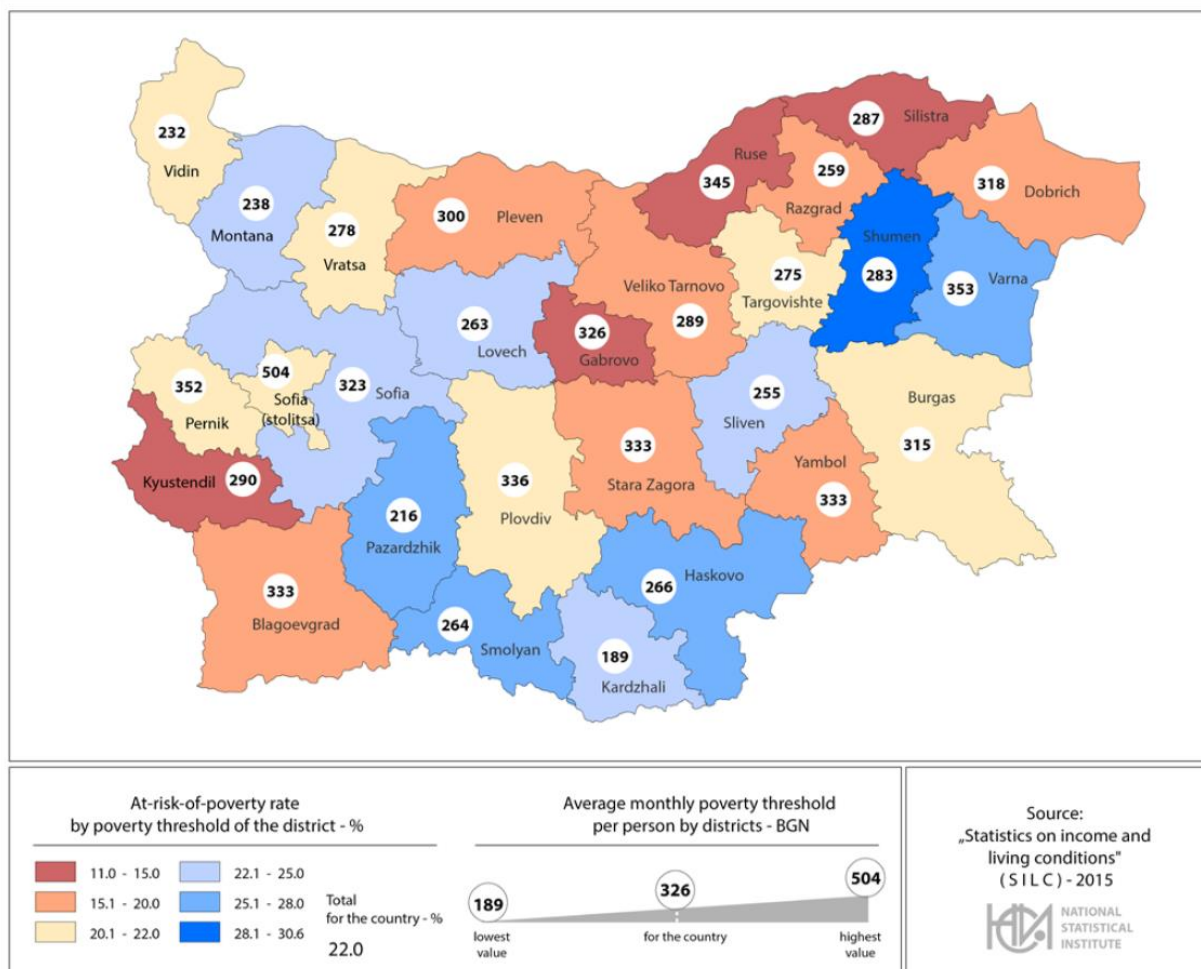 232
Vidin
238
Montana
278
Vratsa
300
Pleven
345
Ruse
287
Silistra
259
Razgrad
318
Dobrich
Shumen
283
353
Varna
275
Targovishte
Veliko Tarnovo
289
263
Lovech
326
Gabrovo
352
Pernik
504
Sofia
(stolitsa)
323
Sofia
255
Sliven
Burgas
315
Kyustendil
290
333
Stara Zagora
Yambol
333
336
Plovdiv
216
Pazardzhik
333
Blagoevgrad
266
Haskovo
264
Smolyan
189
Kardzhali
At-risk-of-poverty rate
by poverty threshold of the district - %
11.0 - 15.0
15.1 - 20.0
20.1 - 22.0
22.1 - 25.0
25.1 - 28.0
28.1 - 30.6
Total
for the country - %
22.0
Average monthly poverty threshold
per person by districts - BGN
189
326
504
lowest
value
for the country
highest
value
Source:
„Statistics on income and
living conditions"
( S I L C ) - 2015
НСИ
NATIONAL
STATISTICAL
INSTITUTE